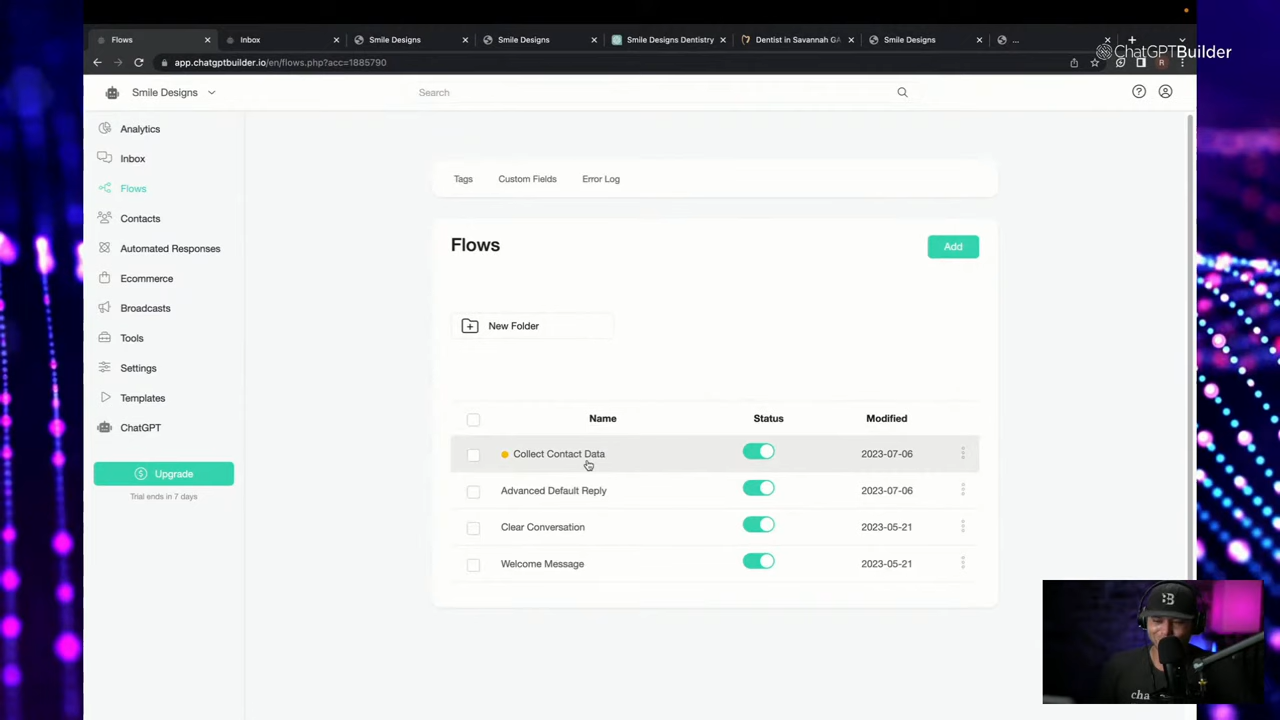 Flows
Inbox
Smile Designs
Smile Designs
Smile Designs Dentistry
Dentist in Savannah GA
Smile Designs
...
ChatGPTBuilder
app.chatgptbuilder.io/en/flows.php?acc=1885790
R
Smile Designs
Search
Analytics
Inbox
Flows
Contacts
Automated Responses
Ecommerce
Broadcasts
Tools
Settings
Templates
ChatGPT
Upgrade
Trial ends in 7 days
Tags Custom Fields Error Log
Flows
Add
New Folder
Name Status Modified
Collect Contact Data 2023-07-06
Advanced Default Reply 2023-07-06
Clear Conversation 2023-05-21
Welcome Message 2023-05-21
B
cha